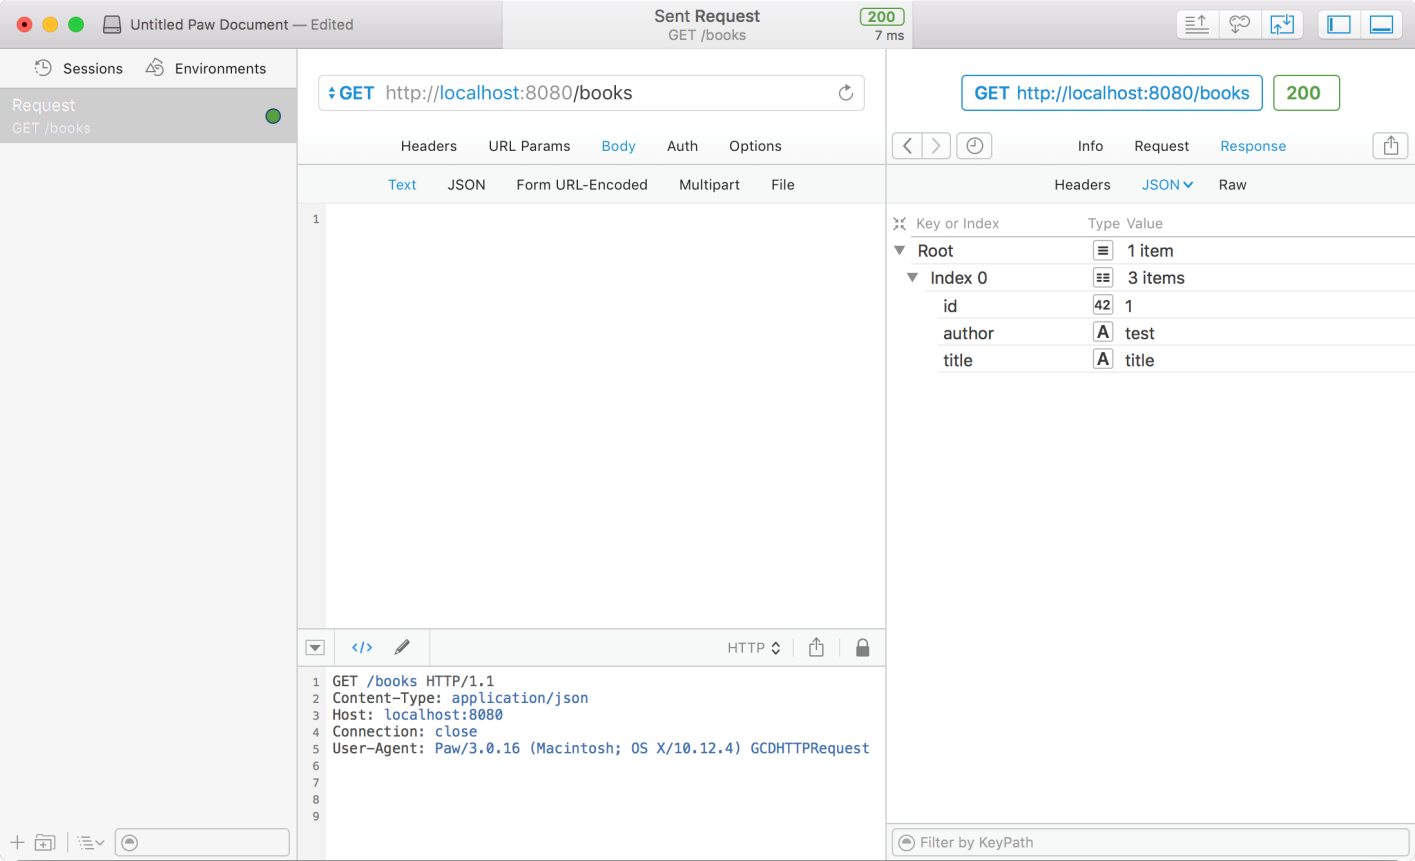 Untitled Paw Document — Edited
Sent Request
GET /books
200
7 ms
Sessions
Environments
Request
GET /books
GET http://localhost:8080/books
Headers
URL Params
Body
Auth
Options
Text
JSON
Form URL-Encoded
Multipart
File
1
HTTP
1 GET /books HTTP/1.1
2 Content-Type: application/json
3 Host: localhost:8080
4 Connection: close
5 User-Agent: Paw/3.0.16 (Macintosh; OS X/10.12.4) GCDHTTPRequest
6
7
8
9
GET http://localhost:8080/books
200
Info
Request
Response
Headers
JSON
Raw
Key or Index Type Value
Root 1 item
Index 0 3 items
id 42 1
author A test
title A title
Filter by KeyPath